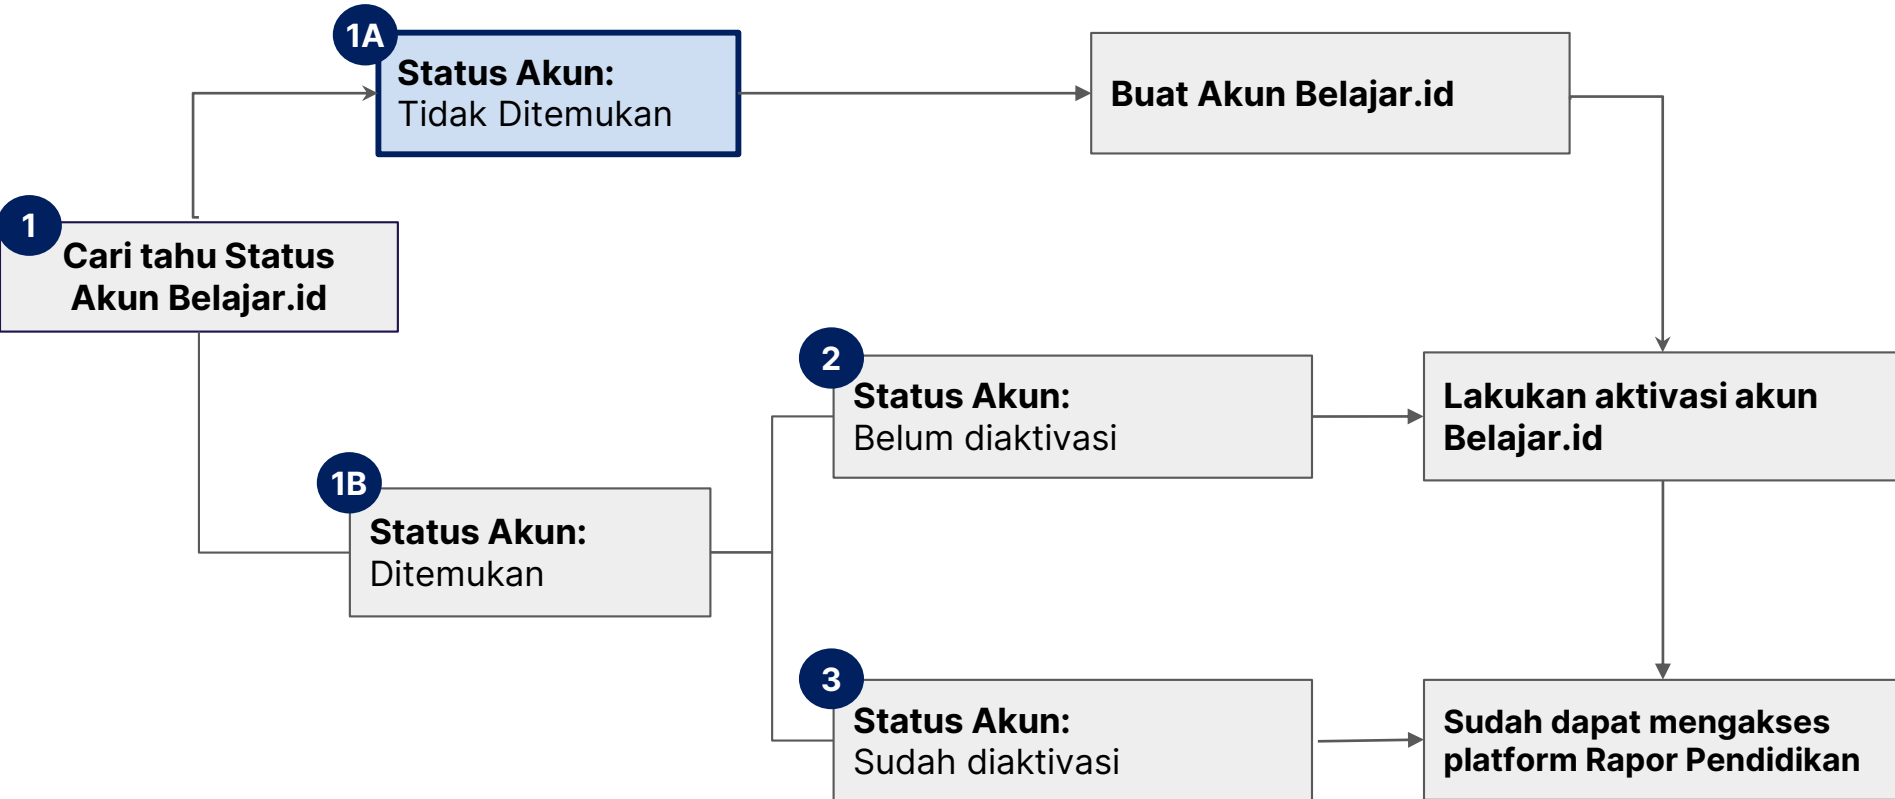 1A
Status Akun:
Tidak Ditemukan
Buat Akun Belajar.id
1
Cari tahu Status
Akun Belajar.id
2
Status Akun:
Belum diaktivasi
Lakukan aktivasi akun
Belajar.id
1B
Status Akun:
Ditemukan
3
Status Akun:
Sudah diaktivasi
Sudah dapat mengakses
platform Rapor Pendidikan